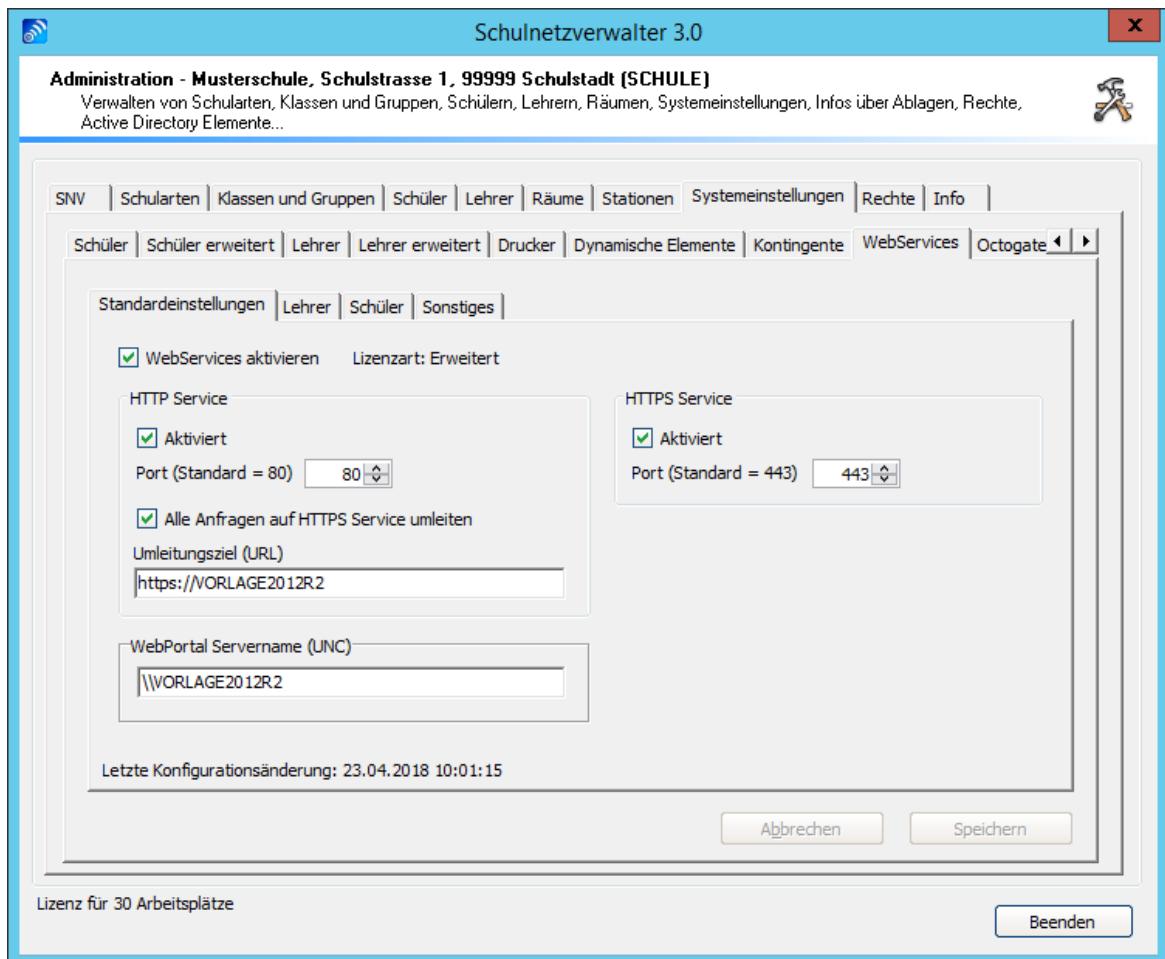 Schulnetzverwalter 3.0
x
Administration - Musterschule, Schulstrasse 1, 99999 Schulstadt (SCHULE)
Verwalten von Schularten, Klassen und Gruppen, Schülern, Lehrern, Räumen, Systemeinstellungen, Infos über Ablagen, Rechte,
Active Directory Elemente...
SNV Schularten Klassen und Gruppen Schüler Lehrer Räume Stationen Systemeinstellungen Rechte Info
Schüler Schüler erweitert Lehrer Lehrer erweitert Drucker Dynamische Elemente Kontingente WebServices Octogate
Standardeinstellungen Lehrer Schüler Sonstiges
WebServices aktivieren Lizenzart: Erweitert
HTTP Service HTTPS Service
Aktiviert Aktiviert
Port (Standard = 80) 80 Port (Standard = 443) 443
Alle Anfragen auf HTTPS Service umleiten
Umleitungsziel (URL)
https://VORLAGE2012R2
WebPortal Servername (UNC)
\\VORLAGE2012R2
Letzte Konfigurationsänderung: 23.04.2018 10:01:15
Abbrechen Speichern
Lizenz für 30 Arbeitsplätze
Beenden